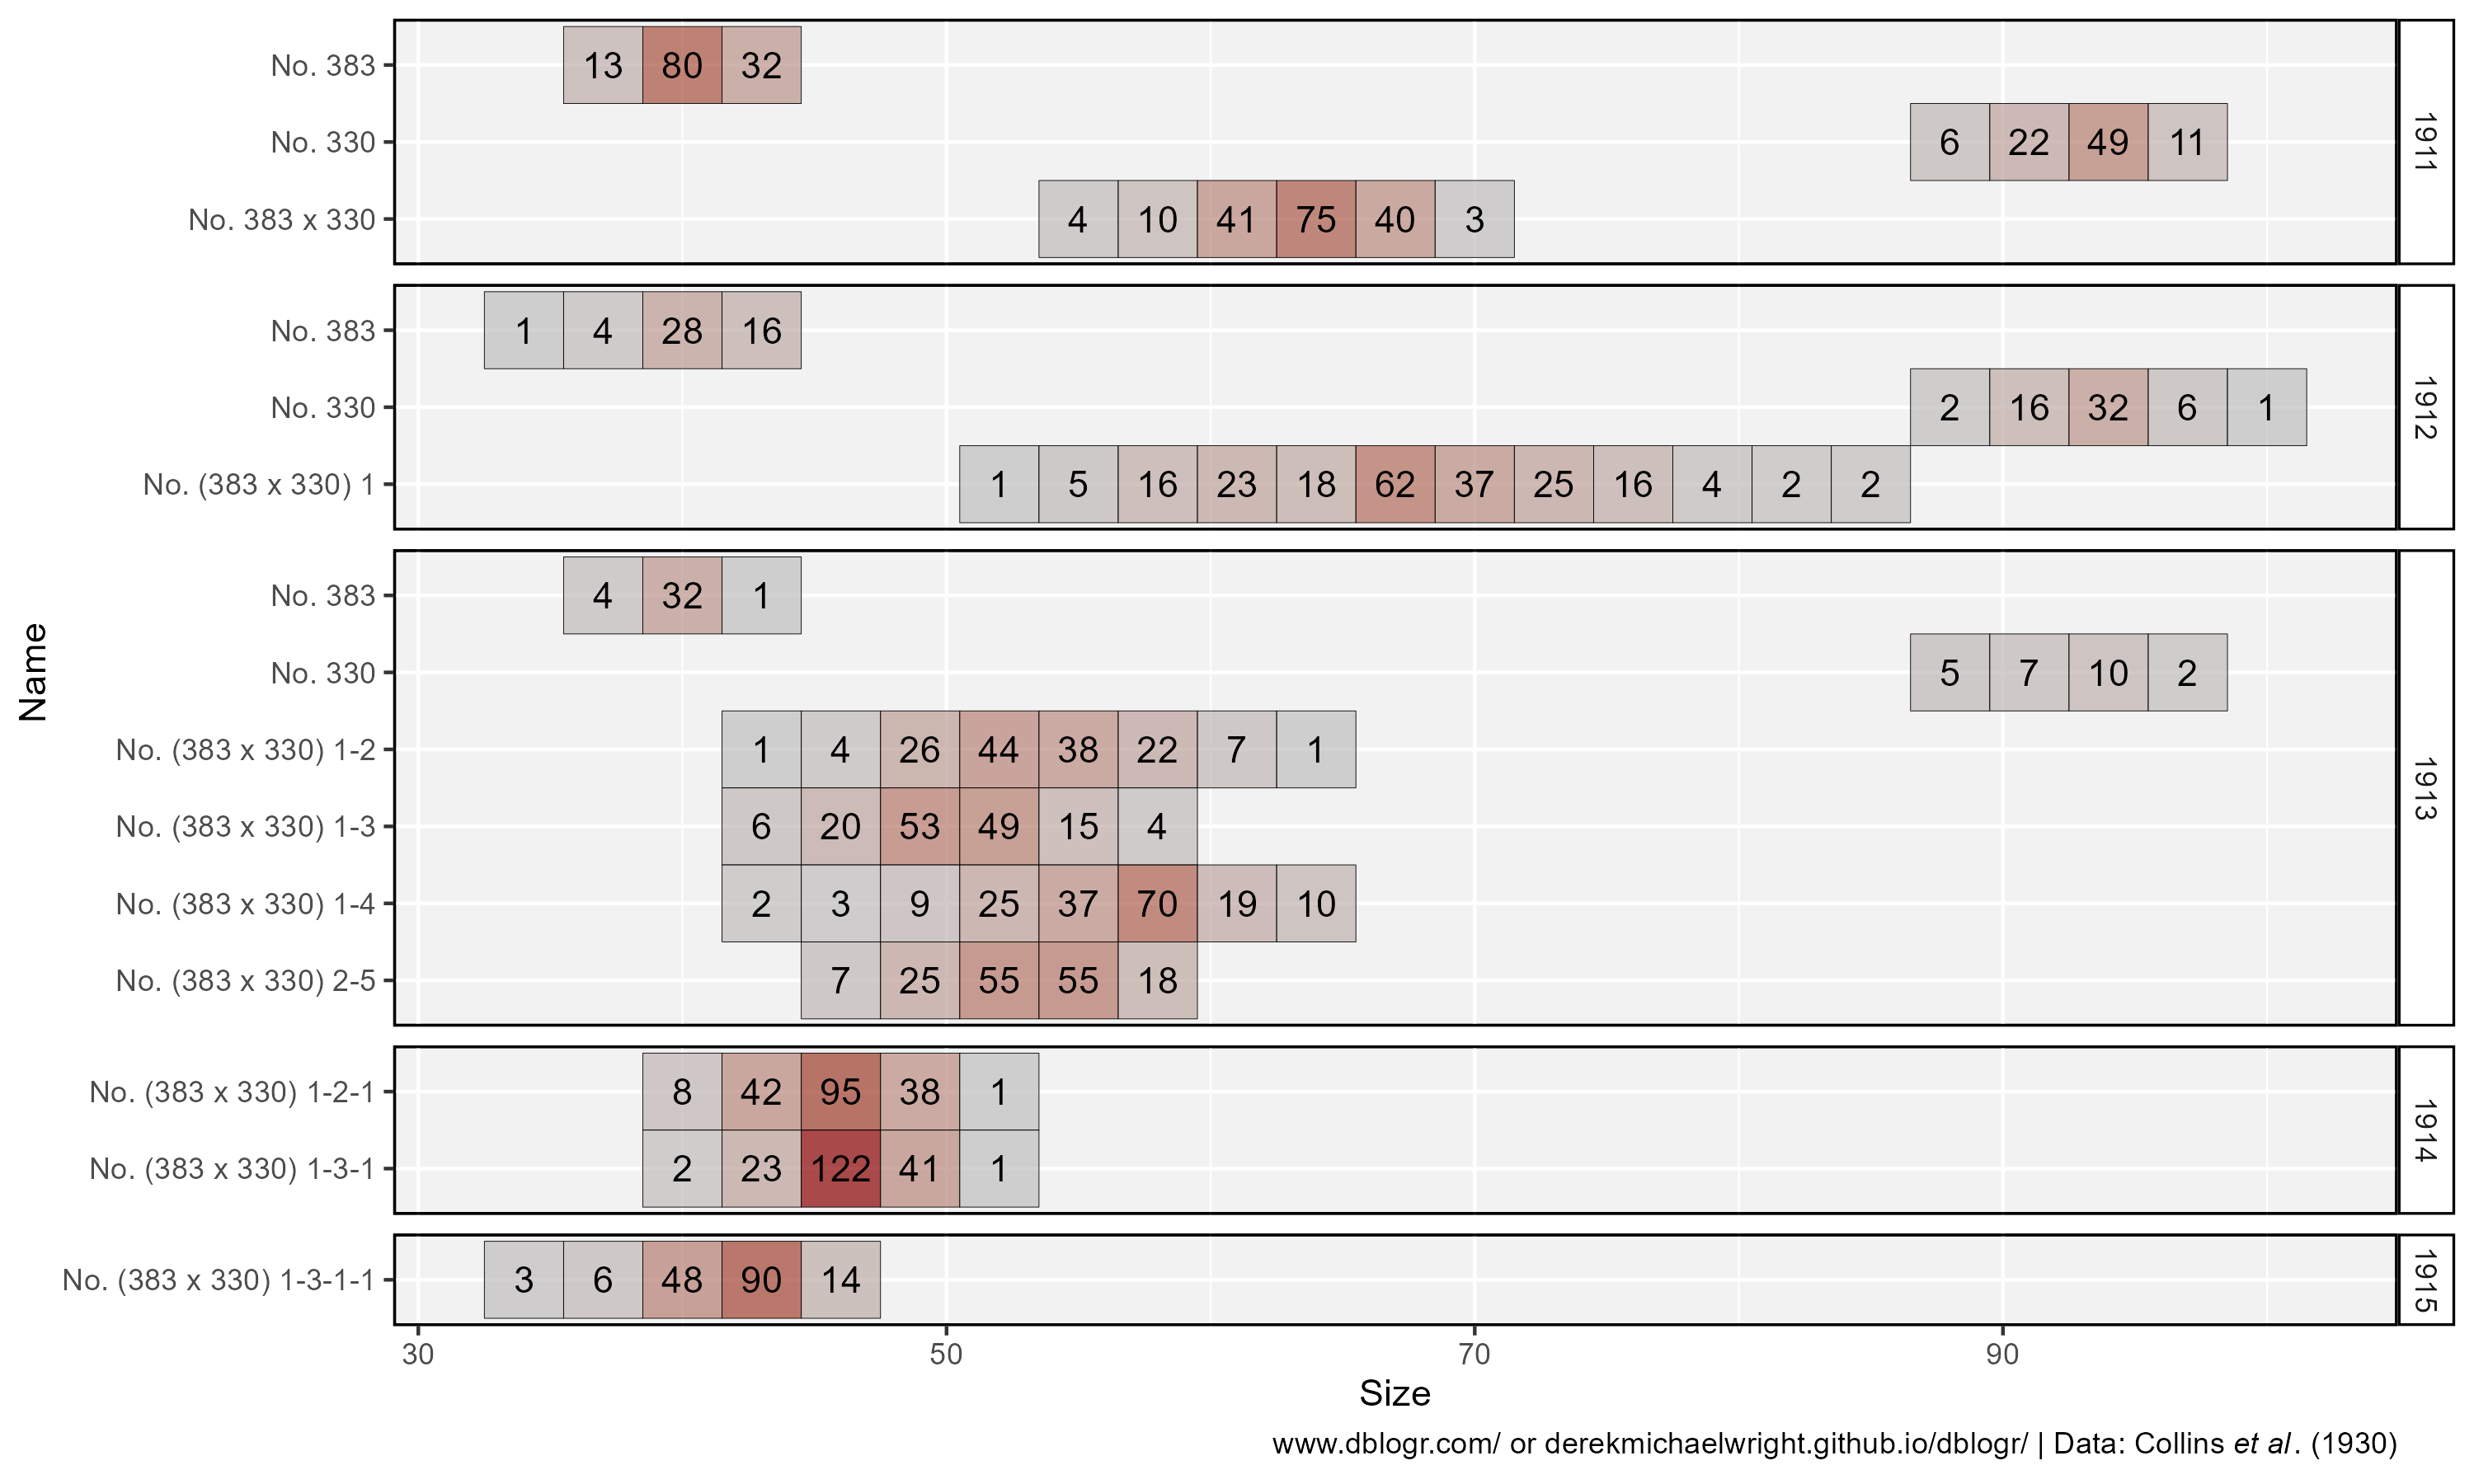 No. 383 13 80 32
No. 330 6 22 49 11
No. 383 x 330 4 10 41 75 40 3
1911
No. 383 1 4 28 16
No. 330 2 16 32 6 1
No. (383 x 330) 1 1 5 16 23 18 62 37 25 16 4 2 2
1912
No. 383 4 32 1
No. 330 5 7 10 2
No. (383 x 330) 1-2 1 4 26 44 38 22 7 1
No. (383 x 330) 1-3 6 20 53 49 15 4
No. (383 x 330) 1-4 2 3 9 25 37 70 19 10
No. (383 x 330) 2-5 7 25 55 55 18
1913
No. (383 x 330) 1-2-1 8 42 95 38 1
No. (383 x 330) 1-3-1 2 23 122 41 1
1914
No. (383 x 330) 1-3-1-1 3 6 48 90 14
1915
Name
30 50 70 90
Size
www.dblogr.com/ or derekmichaelwright.github.io/dblogr/ | Data: Collins et al. (1930)